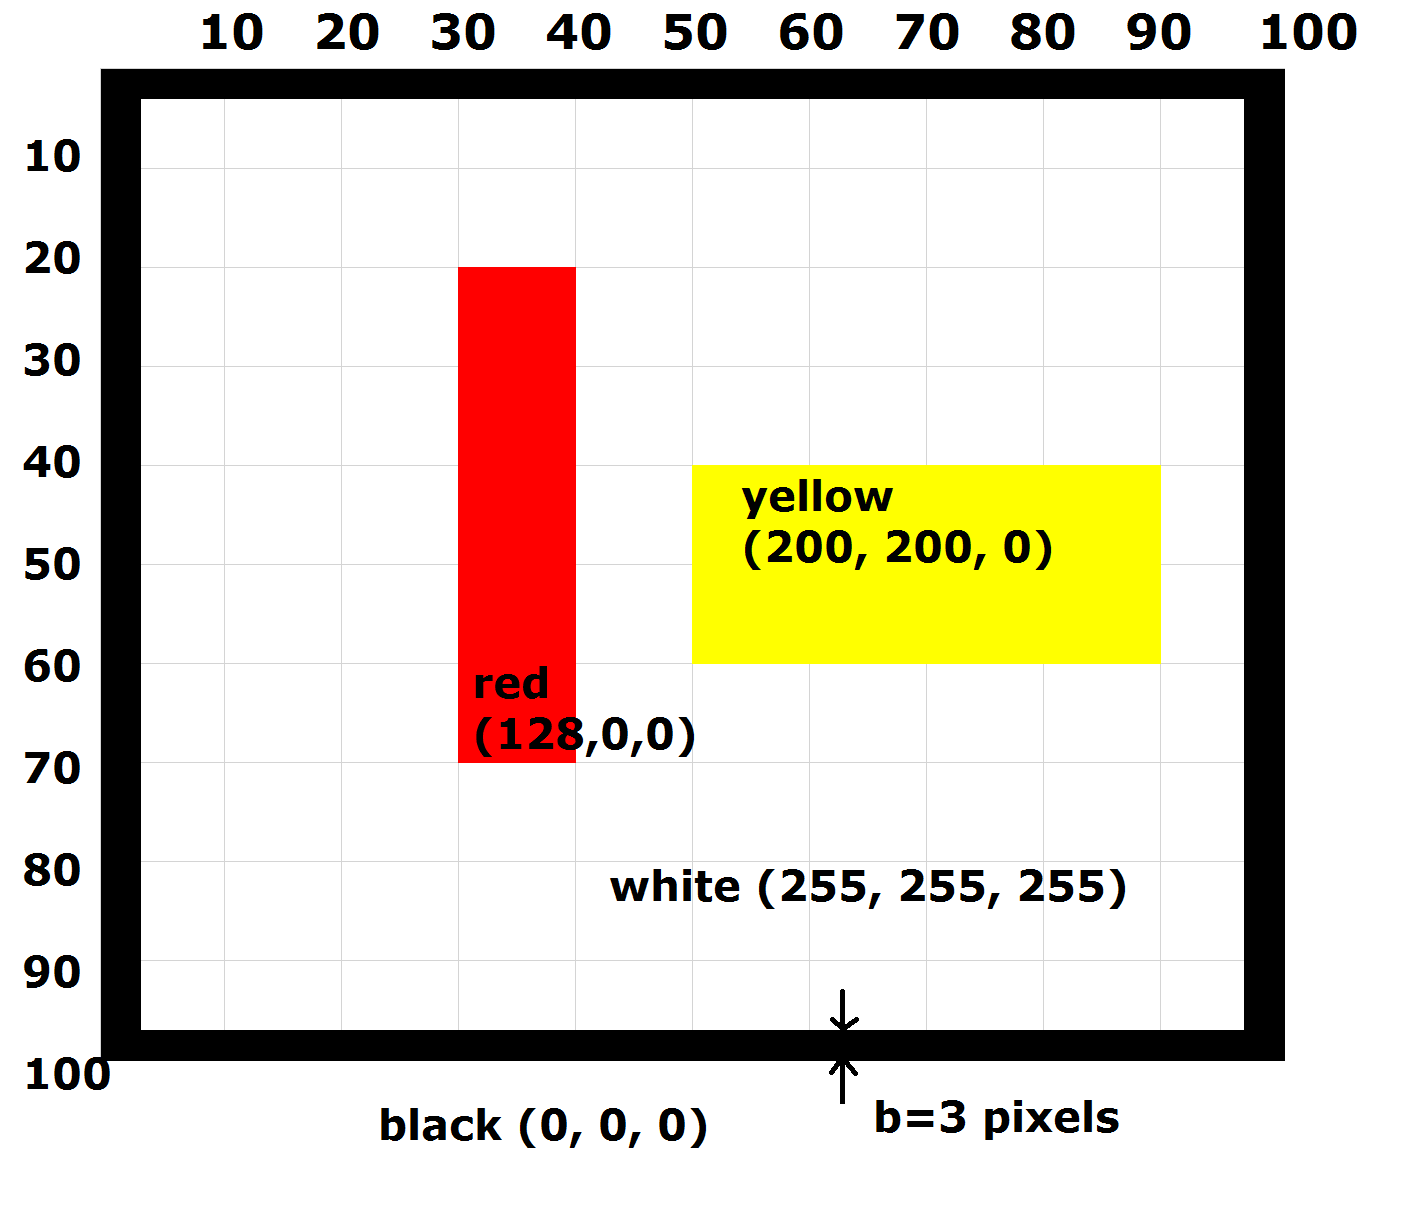 10 20 30 40 50 60 70 80 90 100
10
20
30
40
yellow
50
(200, 200, 0)
60
red
(128,0,0)
70
80
white (255, 255, 255)
90
100
black (0, 0, 0)
b=3 pixels